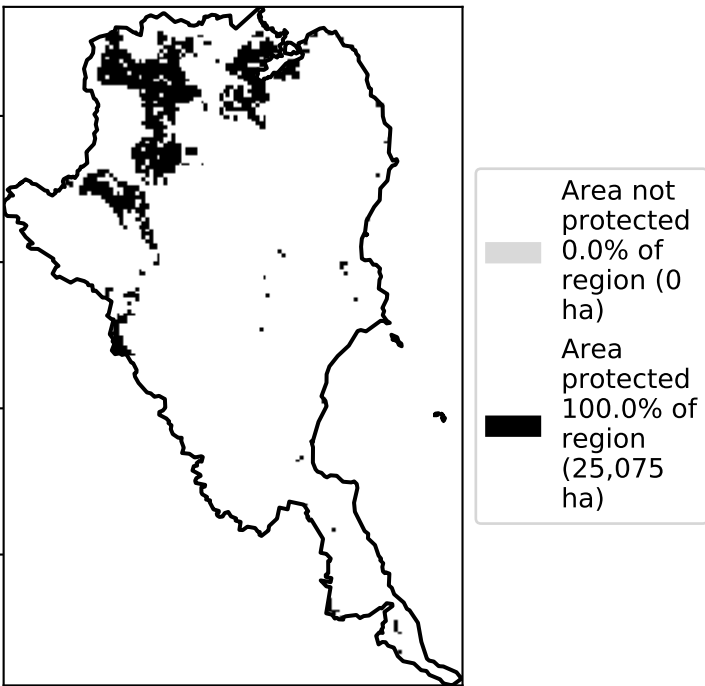 Area not
protected
0.0% of
region (0
ha)
Area
protected
100.0% of
region
(25,075
ha)